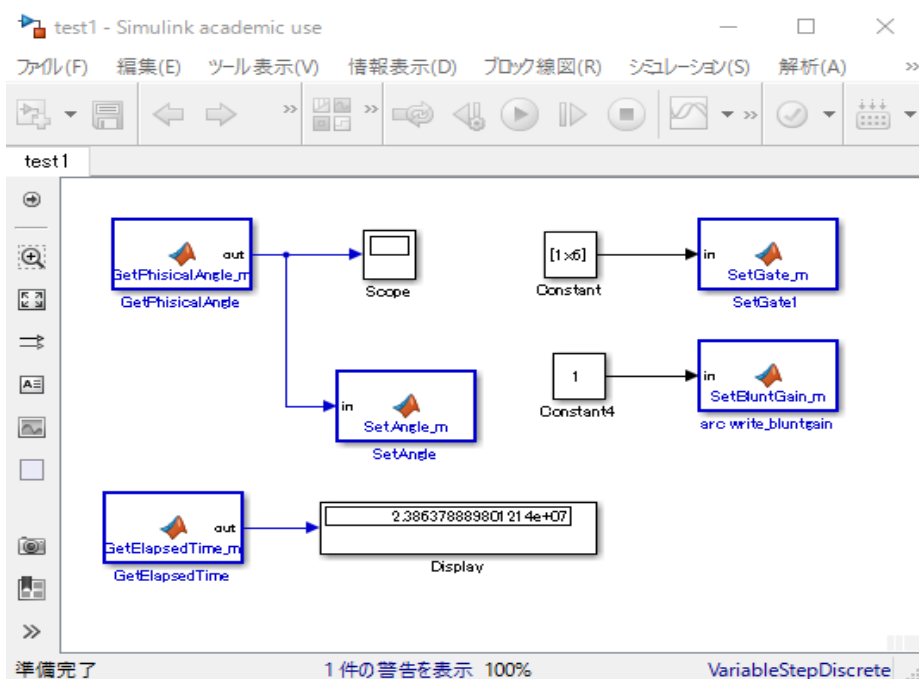 test1 - Simulink academic use
ファイル(F) 編集(E) ツール表示(V) 情報表示(D) ブロック線図(R) シミュレーション(S) 解析(A) »
» »
»
test1
out
GetPhisicalAngle_m
GetPhisicalAngle
Scope
[1x6]
Constant
in
SetGate_m
SetGate1
in
SetAngle_m
SetAngle
1
Constant4
in
SetBluntGain_m
arc write_bluntgain
out
GetElapsedTime_m
GetElapsedTime
2.386378889801214e+07
Display
»
準備完了 1 件の警告を表示 100% VariableStepDiscrete